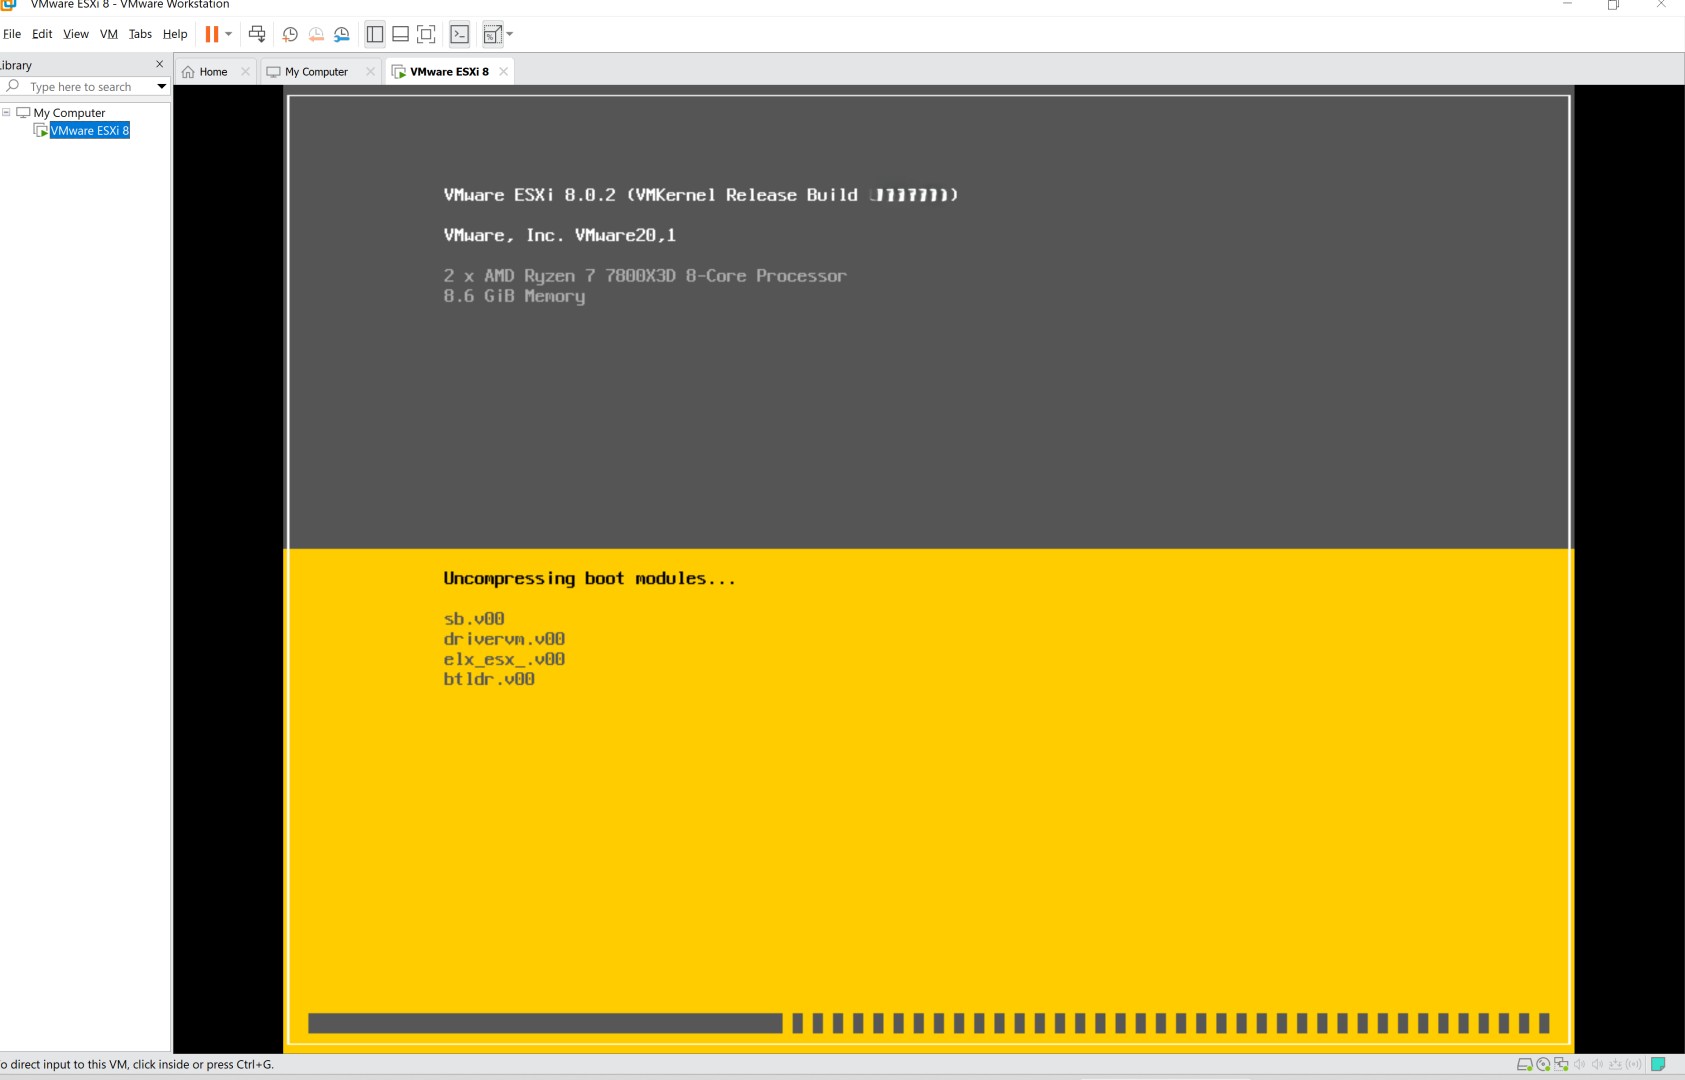 VMware ESXi 8 - VMware Workstation
File Edit View VM Tabs Help
Library
Home
My Computer
VMware ESXi 8
Type here to search
My Computer
VMware ESXi 8
VMware ESXi 8.0.2 (VMKernel Release Build
VMware, Inc. VMware20,1
2 x AMD Ryzen 7 7800X3D 8-Core Processor
8.6 GiB Memory
Uncompressing boot modules...
sb.v00
drivervm.v00
elx_esx_.v00
btldr.v00
o direct input to this VM, click inside or press Ctrl+G.